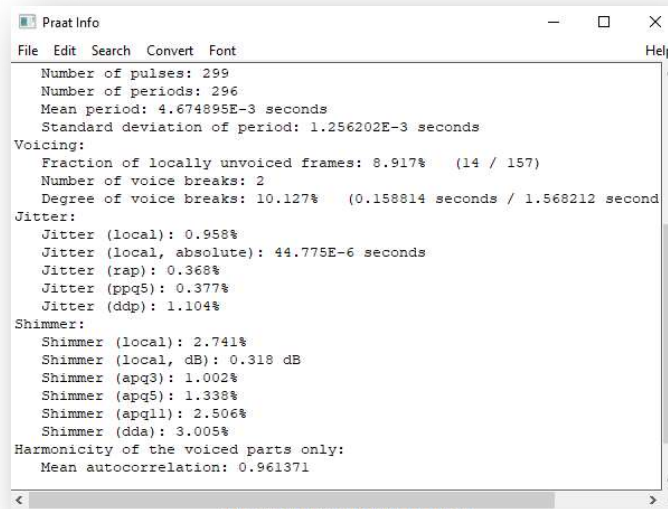 Praat Info
File Edit Search Convert Font Help
Number of pulses: 299
Number of periods: 296
Mean period: 4.674895E-3 seconds
Standard deviation of period: 1.256202E-3 seconds
Voicing:
Fraction of locally unvoiced frames: 8.917% (14 / 157)
Number of voice breaks: 2
Degree of voice breaks: 10.127% (0.158814 seconds / 1.568212 second
Jitter:
Jitter (local): 0.958%
Jitter (local, absolute): 44.775E-6 seconds
Jitter (rap): 0.368%
Jitter (ppq5): 0.377%
Jitter (ddp): 1.104%
Shimmer:
Shimmer (local): 2.741%
Shimmer (local, dB): 0.318 dB
Shimmer (apq3): 1.002%
Shimmer (apq5): 1.338%
Shimmer (apq11): 2.506%
Shimmer (dda): 3.005%
Harmonicity of the voiced parts only:
Mean autocorrelation: 0.961371